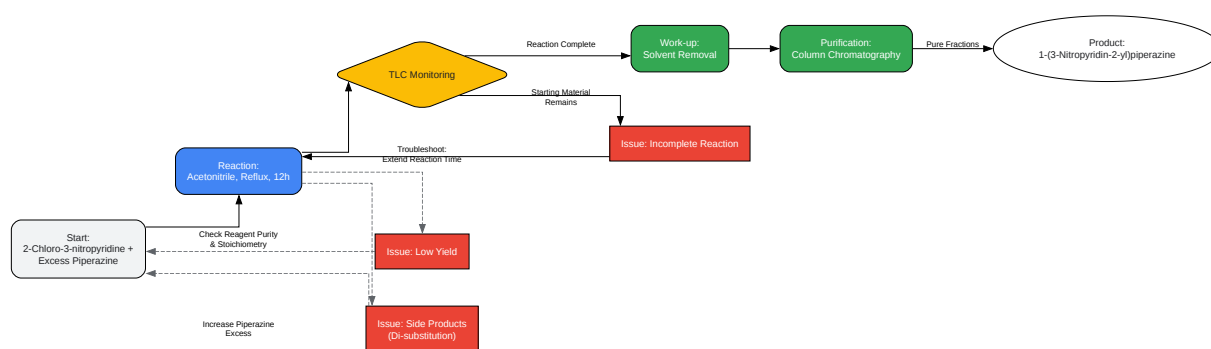 Reaction Complete
Work-up:
Solvent Removal
Purification:
Column Chromatography
Pure Fractions
Product:
1-(3-Nitropyridin-2-yl)piperazine
TLC Monitoring
Starting Material
Remains
Issue: Incomplete Reaction
Troubleshoot:
Extend Reaction Time
Reaction:
Acetonitrile, Reflux, 12h
Start:
2-Chloro-3-nitropyridine +
Excess Piperazine
Check Reagent Purity
& Stoichiometry
Issue: Low Yield
Increase Piperazine
Excess
Issue: Side Products
(Di-substitution)